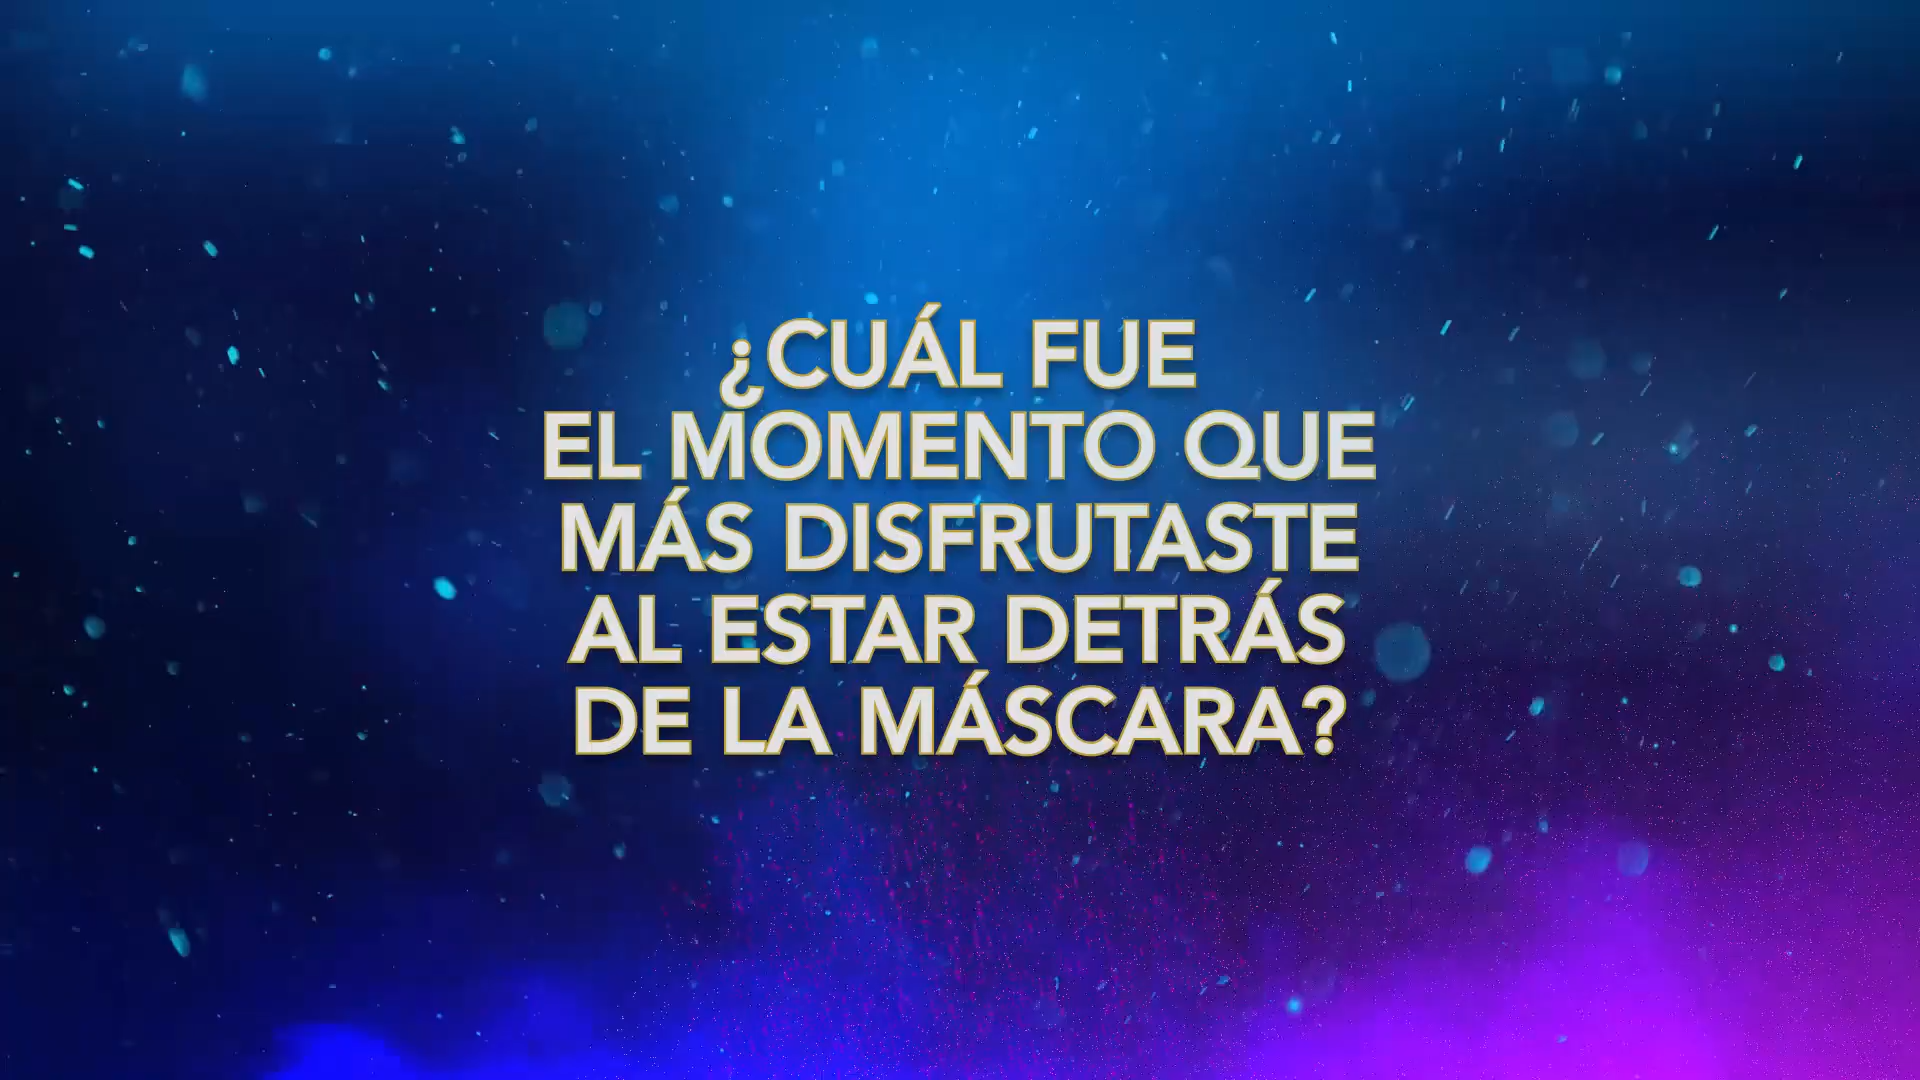 ¿CUÁL FUE
EL MOMENTO QUE
MÁS DISFRUTASTE
AL ESTAR DETRÁS
DE LA MÁSCARA?